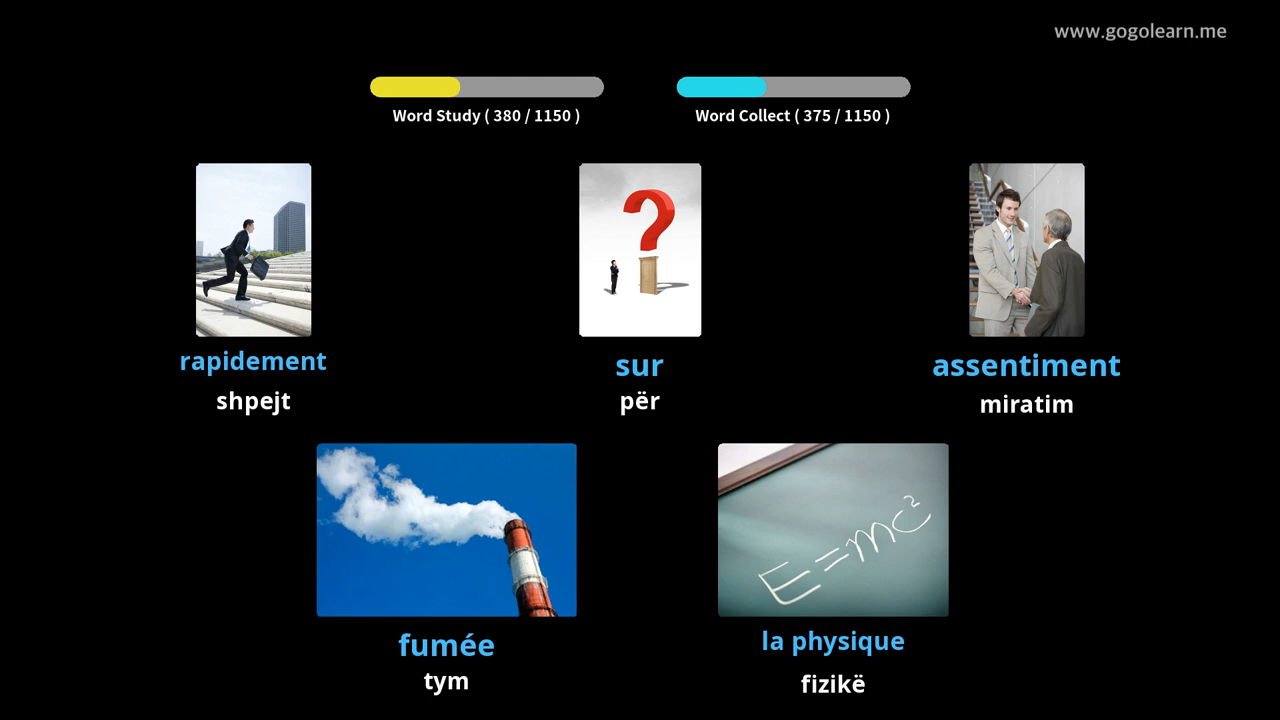 www.gogolearn.me
Word Study ( 380 / 1150 )
Word Collect ( 375 / 1150 )
rapidement
shpejt
sur
për
assentiment
miratim
E=mc²
fumée
tym
la physique
fizikë